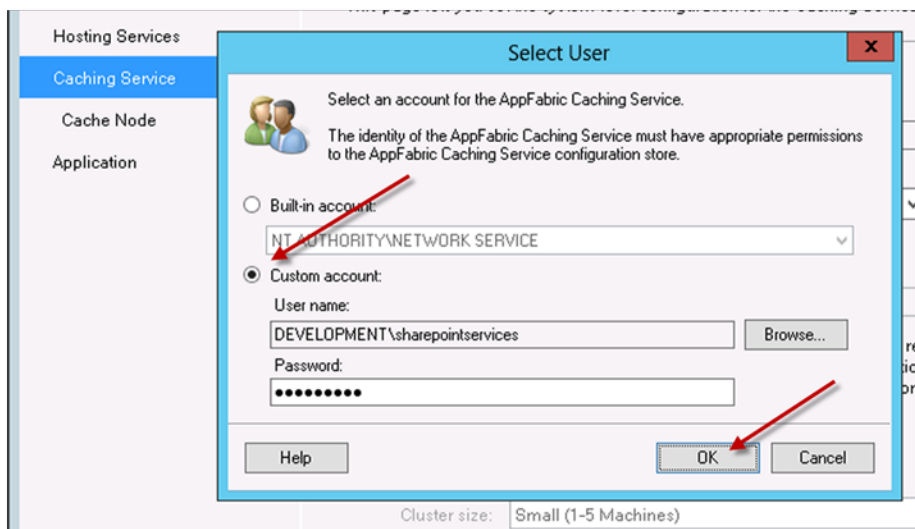 Hosting Services
Caching Service
Cache Node
Application
Select User
x
Select an account for the AppFabric Caching Service.
The identity of the AppFabric Caching Service must have appropriate permissions
to the AppFabric Caching Service configuration store.
Built-in account:
NT AUTHORITY\NETWORK SERVICE
Custom account:
User name:
DEVELOPMENT\sharepointservices
Browse...
Password:
•••••••••
Help
OK
Cancel
Cluster size:
Small (1-5 Machines)